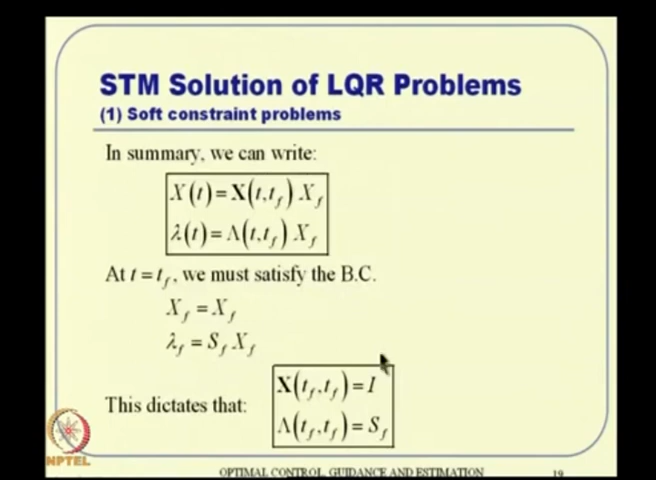 STM Solution of LQR Problems
(1) Soft constraint problems
In summary, we can write:
X(t) = X(t,t_f) X_f
λ(t) = Λ(t,t_f) X_f
At t = t_f, we must satisfy the B.C.
X_f = X_f
λ_f = S_f X_f
This dictates that:
X(t_f,t_f) = I
Λ(t_f,t_f) = S_f
NPTEL
OPTIMAL CONTROL, GUIDANCE AND ESTIMATION
19